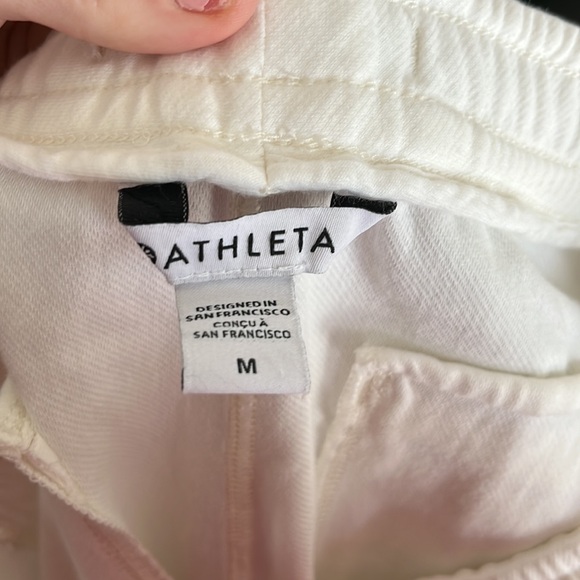 ATHLETA
DESIGNED IN
SAN FRANCISCO
CONÇU À
SAN FRANCISCO
M